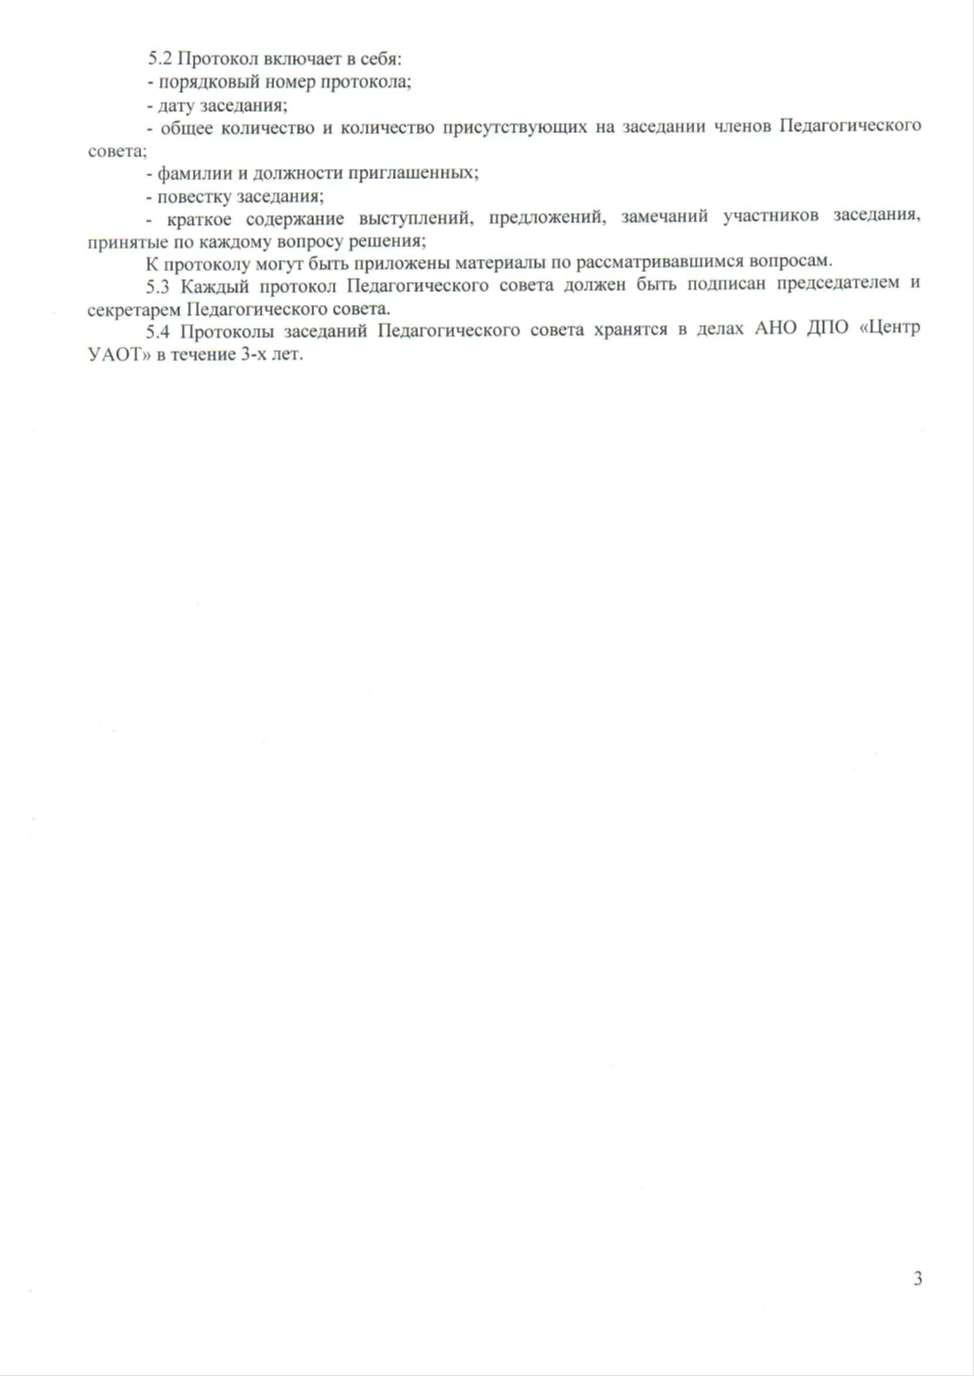 5.2 Протокол включает в себя:
- порядковый номер протокола;
- дату заседания;
- общее количество и количество присутствующих на заседании членов Педагогического
совета;
- фамилии и должности приглашенных;
- повестку заседания;
- краткое содержание выступлений, предложений, замечаний участников заседания,
принятые по каждому вопросу решения;
К протоколу могут быть приложены материалы по рассматривавшимся вопросам.
5.3 Каждый протокол Педагогического совета должен быть подписан председателем и
секретарем Педагогического совета.
5.4 Протоколы заседаний Педагогического совета хранятся в делах АНО ДПО «Центр
УАОТ» в течение 3-х лет.
3